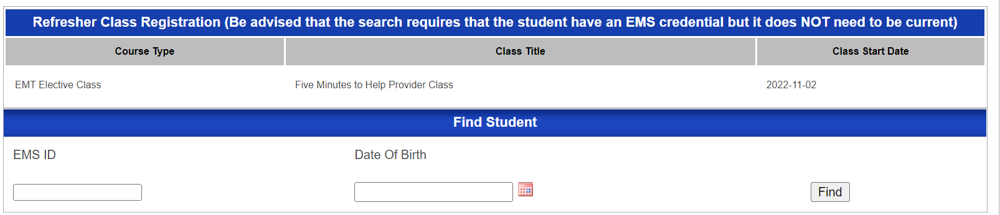 Refresher Class Registration (Be advised that the search requires that the student have an EMS credential but it does NOT need to be current)
Course Type Class Title Class Start Date
EMT Elective Class Five Minutes to Help Provider Class 2022-11-02
Find Student
EMS ID Date Of Birth
Find